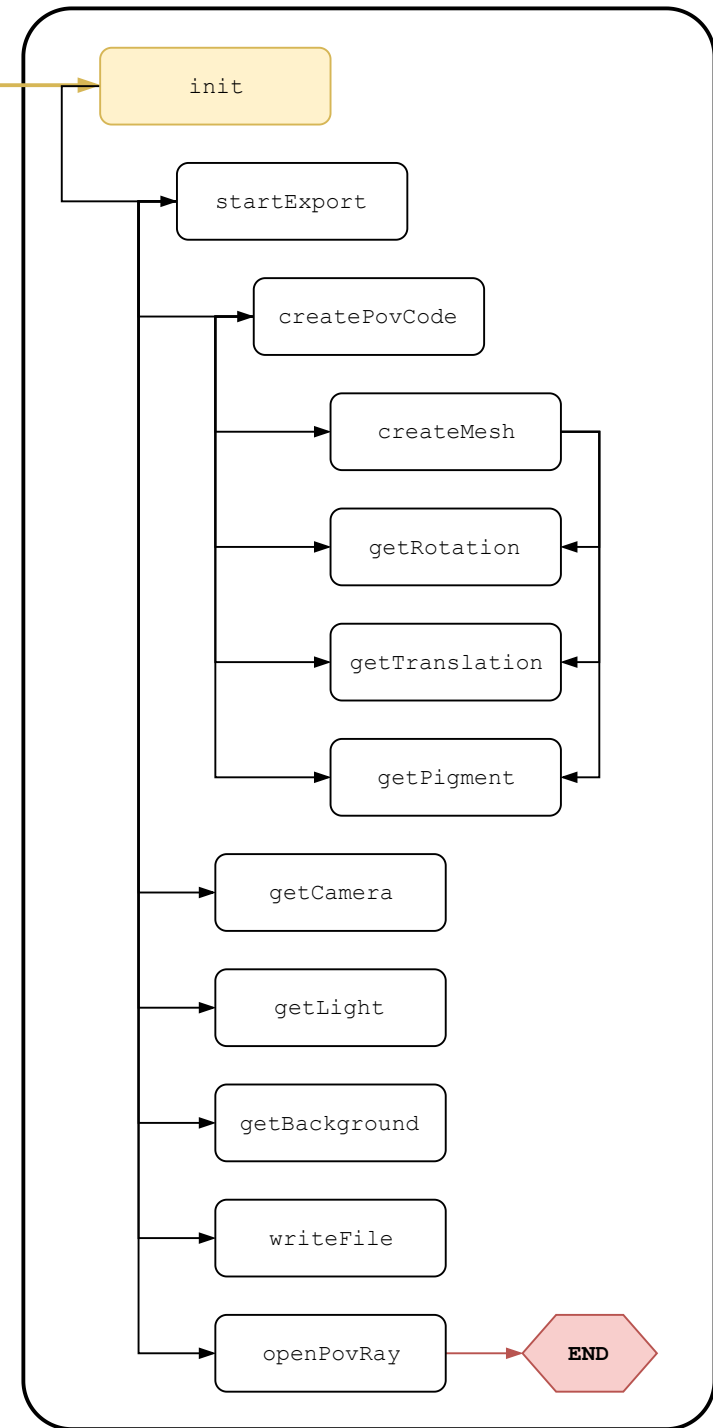 init
startExport
createPovCode
createMesh
getRotation
getTranslation
getPigment
getCamera
getLight
getBackground
writeFile
openPovRay
END